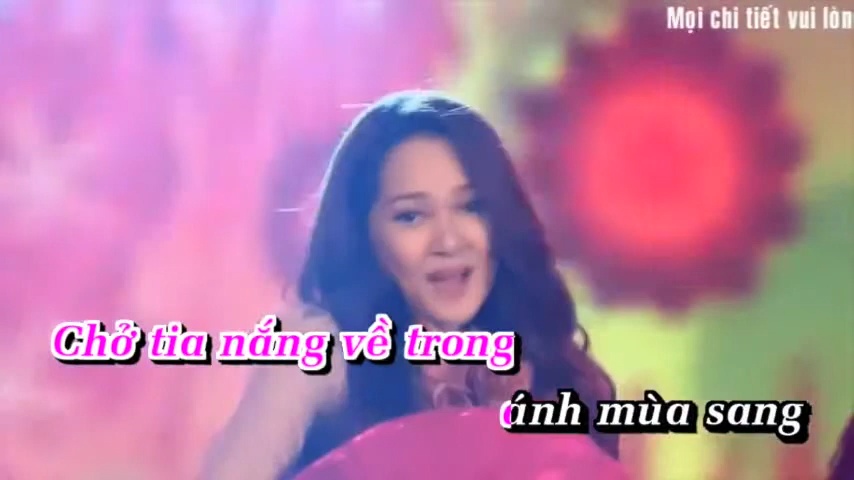 Mọi chi tiết vui lòn
Chở tia nắng về trong
ánh mùa sang